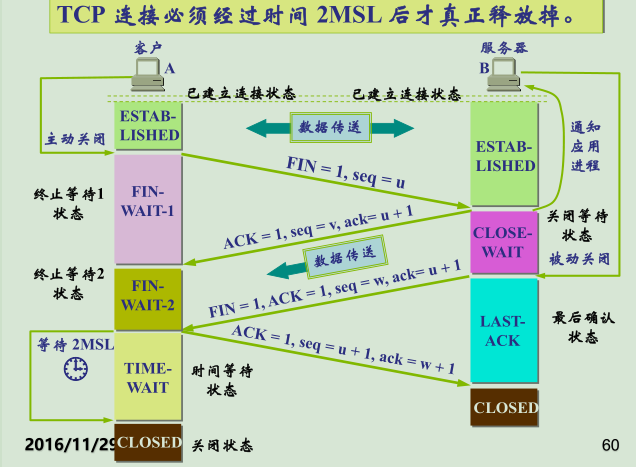 TCP 连接必须经过时间 2MSL 后才真正释放掉。
客户
服务器
A
B
已建立连接状态
已建立连接状态
ESTAB-
LISHED
数据传送
主动关闭
通知
应用
进程
ESTAB-
LISHED
FIN = 1, seq = u
FIN-
WAIT-1
终止等待1
状态
ACK = 1, seq = v, ack= u + 1
CLOSE-
WAIT
关闭等待
状态
被动关闭
数据传送
终止等待2
状态
FIN-
WAIT-2
FIN = 1, ACK = 1, seq = w, ack= u + 1
LAST-
ACK
最后确认
状态
ACK = 1, seq = u + 1, ack = w + 1
等待 2MSL
TIME-
WAIT
时间等待
状态
CLOSED
2016/11/29
CLOSED
关闭状态
60